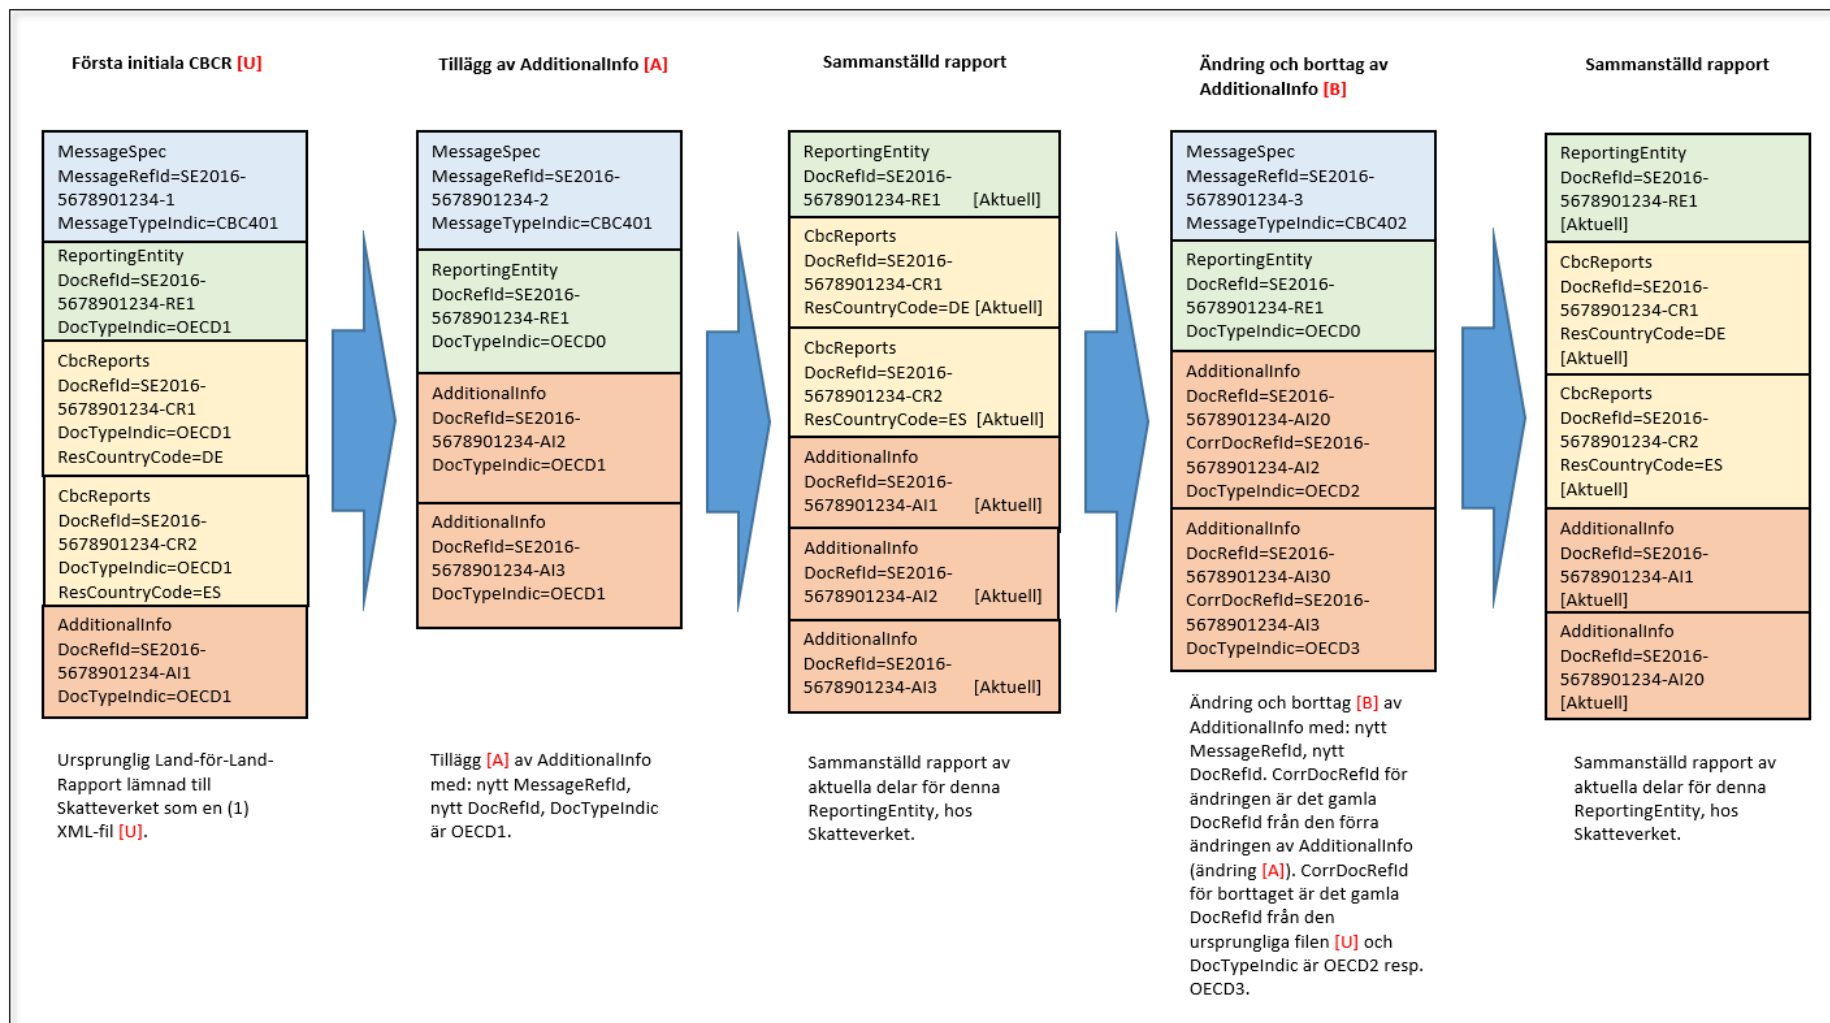 Första initiala CBCR [U]
MessageSpec
MessageRefId=SE2016-
5678901234-1
MessageTypeIndic=CBC401
ReportingEntity
DocRefId=SE2016-
5678901234-RE1
DocTypeIndic=OECD1
CbcReports
DocRefId=SE2016-
5678901234-CR1
DocTypeIndic=OECD1
ResCountryCode=DE
CbcReports
DocRefId=SE2016-
5678901234-CR2
DocTypeIndic=OECD1
ResCountryCode=ES
AdditionalInfo
DocRefId=SE2016-
5678901234-AI1
DocTypeIndic=OECD1
Ursprunglig Land-för-Land-
Rapport lämnad till
Skatteverket som en (1)
XML-fil [U].
Tillägg av AdditionalInfo [A]
MessageSpec
MessageRefId=SE2016-
5678901234-2
MessageTypeIndic=CBC401
ReportingEntity
DocRefId=SE2016-
5678901234-RE1
DocTypeIndic=OECD0
AdditionalInfo
DocRefId=SE2016-
5678901234-AI2
DocTypeIndic=OECD1
AdditionalInfo
DocRefId=SE2016-
5678901234-AI3
DocTypeIndic=OECD1
Tillägg [A] av AdditionalInfo
med: nytt MessageRefId,
nytt DocRefId, DocTypeIndic
är OECD1.
Sammanställd rapport
ReportingEntity
DocRefId=SE2016-
5678901234-RE1 [Aktuell]
CbcReports
DocRefId=SE2016-
5678901234-CR1
ResCountryCode=DE [Aktuell]
CbcReports
DocRefId=SE2016-
5678901234-CR2
ResCountryCode=ES [Aktuell]
AdditionalInfo
DocRefId=SE2016-
5678901234-AI1 [Aktuell]
AdditionalInfo
DocRefId=SE2016-
5678901234-AI2 [Aktuell]
AdditionalInfo
DocRefId=SE2016-
5678901234-AI3 [Aktuell]
Sammanställd rapport av
aktuella delar för denna
ReportingEntity, hos
Skatteverket.
Ändring och borttag av
AdditionalInfo [B]
MessageSpec
MessageRefId=SE2016-
5678901234-3
MessageTypeIndic=CBC402
ReportingEntity
DocRefId=SE2016-
5678901234-RE1
DocTypeIndic=OECD0
AdditionalInfo
DocRefId=SE2016-
5678901234-AI20
CorrDocRefId=SE2016-
5678901234-AI2
DocTypeIndic=OECD2
AdditionalInfo
DocRefId=SE2016-
5678901234-AI30
CorrDocRefId=SE2016-
5678901234-AI3
DocTypeIndic=OECD3
Ändring och borttag [B] av
AdditionalInfo med: nytt
MessageRefId, nytt
DocRefId. CorrDocRefId för
ändringen är det gamla
DocRefId från den förra
ändringen av AdditionalInfo
(ändring [A]). CorrDocRefId
för borttaget är det gamla
DocRefId från den
ursprungliga filen [U] och
DocTypeIndic är OECD2 resp.
OECD3.
Sammanställd rapport
ReportingEntity
DocRefId=SE2016-
5678901234-RE1
[Aktuell]
CbcReports
DocRefId=SE2016-
5678901234-CR1
ResCountryCode=DE
[Aktuell]
CbcReports
DocRefId=SE2016-
5678901234-CR2
ResCountryCode=ES
[Aktuell]
AdditionalInfo
DocRefId=SE2016-
5678901234-AI1
[Aktuell]
AdditionalInfo
DocRefId=SE2016-
5678901234-AI20
[Aktuell]
Sammanställd rapport av
aktuella delar för denna
ReportingEntity, hos
Skatteverket.